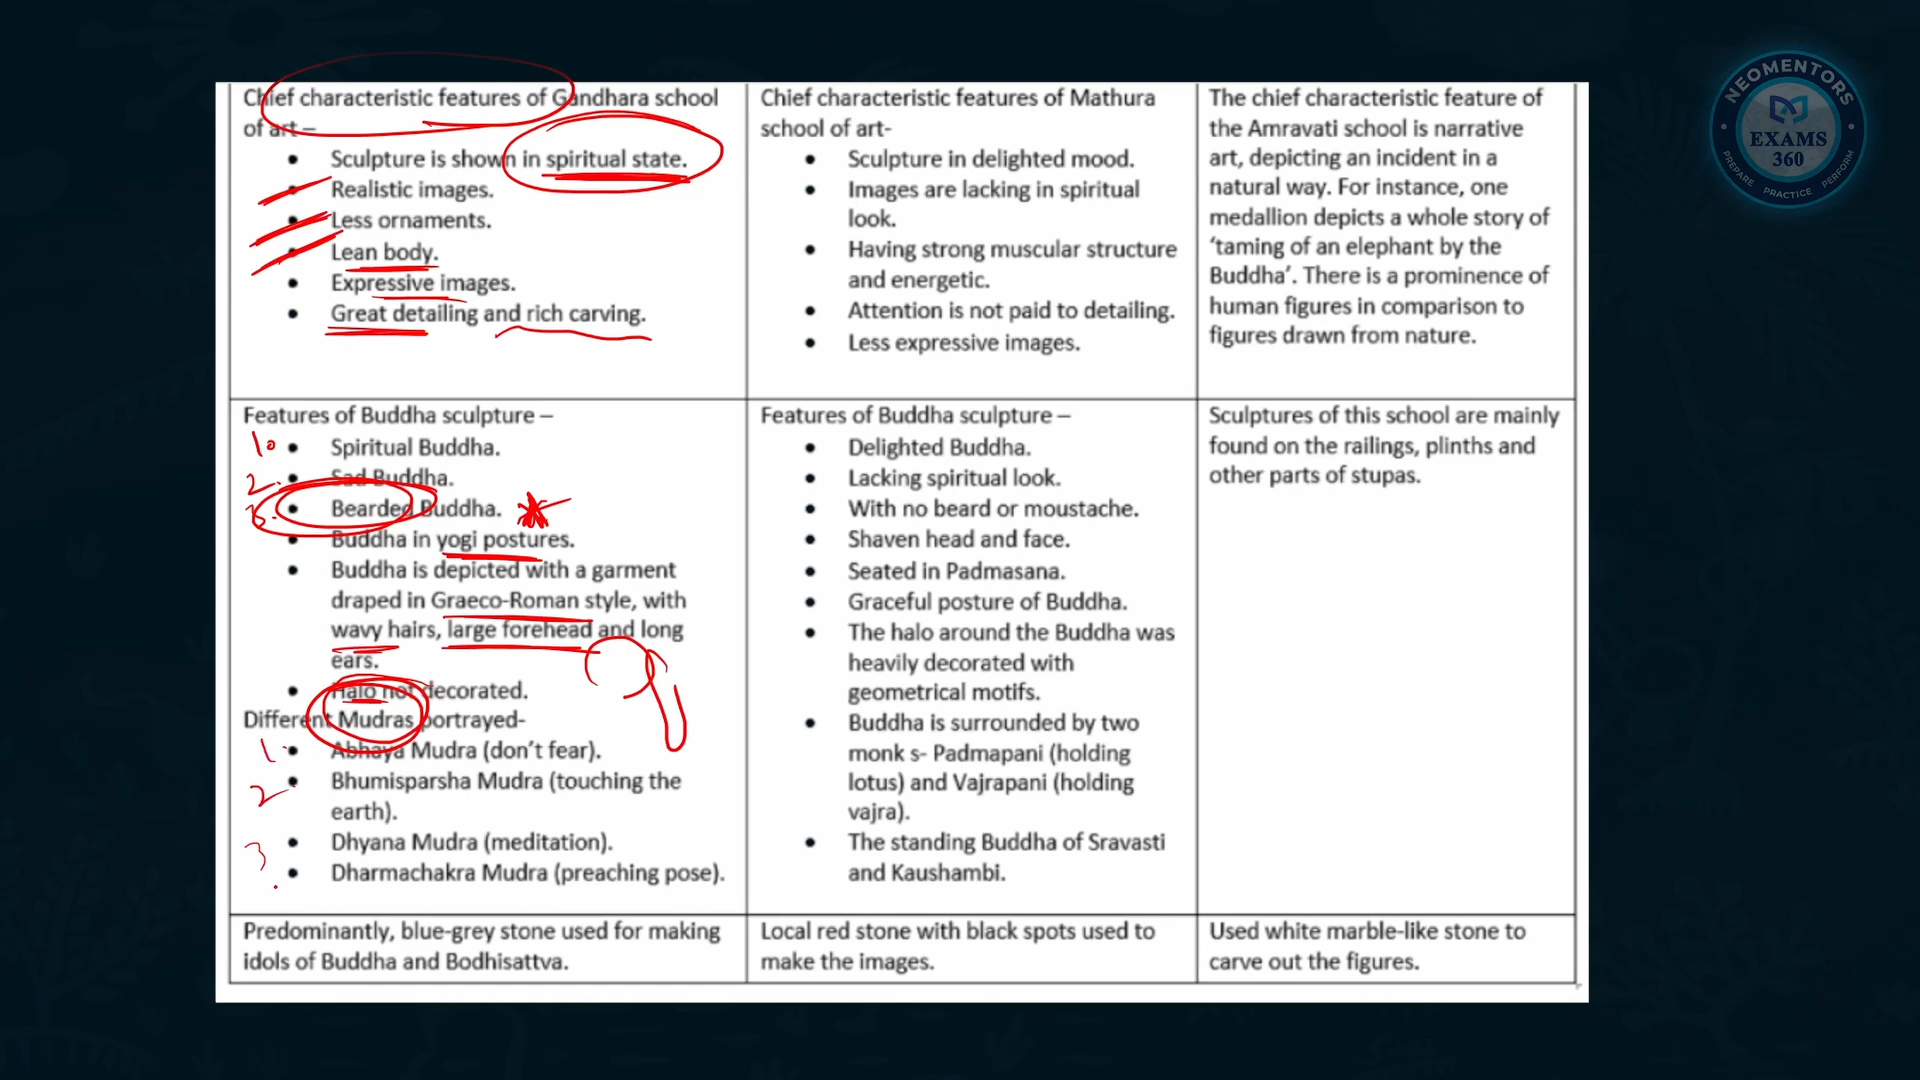 Chief characteristic features of Gandhara school
of art –
• Sculpture is shown in spiritual state.
• Realistic images.
• Less ornaments.
• Lean body.
• Expressive images.
• Great detailing and rich carving.
Chief characteristic features of Mathura
school of art-
• Sculpture in delighted mood.
• Images are lacking in spiritual
look.
• Having strong muscular structure
and energetic.
• Attention is not paid to detailing.
• Less expressive images.
The chief characteristic feature of
the Amravati school is narrative
art, depicting an incident in a
natural way. For instance, one
medallion depicts a whole story of
‘taming of an elephant by the
Buddha’. There is a prominence of
human figures in comparison to
figures drawn from nature.
Features of Buddha sculpture –
1. • Spiritual Buddha.
2. • Sad Buddha.
3. • Bearded Buddha.
• Buddha in yogi postures.
• Buddha is depicted with a garment
draped in Graeco-Roman style, with
wavy hairs, large forehead and long
ears.
• Halo not decorated.
Different Mudras portrayed-
1. • Abhaya Mudra (don’t fear).
2 • Bhumisparsha Mudra (touching the
earth).
3 • Dhyana Mudra (meditation).
• Dharmachakra Mudra (preaching pose).
Features of Buddha sculpture –
• Delighted Buddha.
• Lacking spiritual look.
• With no beard or moustache.
• Shaven head and face.
• Seated in Padmasana.
• Graceful posture of Buddha.
• The halo around the Buddha was
heavily decorated with
geometrical motifs.
• Buddha is surrounded by two
monk s- Padmapani (holding
lotus) and Vajrapani (holding
vajra).
• The standing Buddha of Sravasti
and Kaushambi.
Sculptures of this school are mainly
found on the railings, plinths and
other parts of stupas.
Predominantly, blue-grey stone used for making
idols of Buddha and Bodhisattva.
Local red stone with black spots used to
make the images.
Used white marble-like stone to
carve out the figures.
NEOMENTORS
EXAMS
360
PREPARE PRACTICE PERFORM